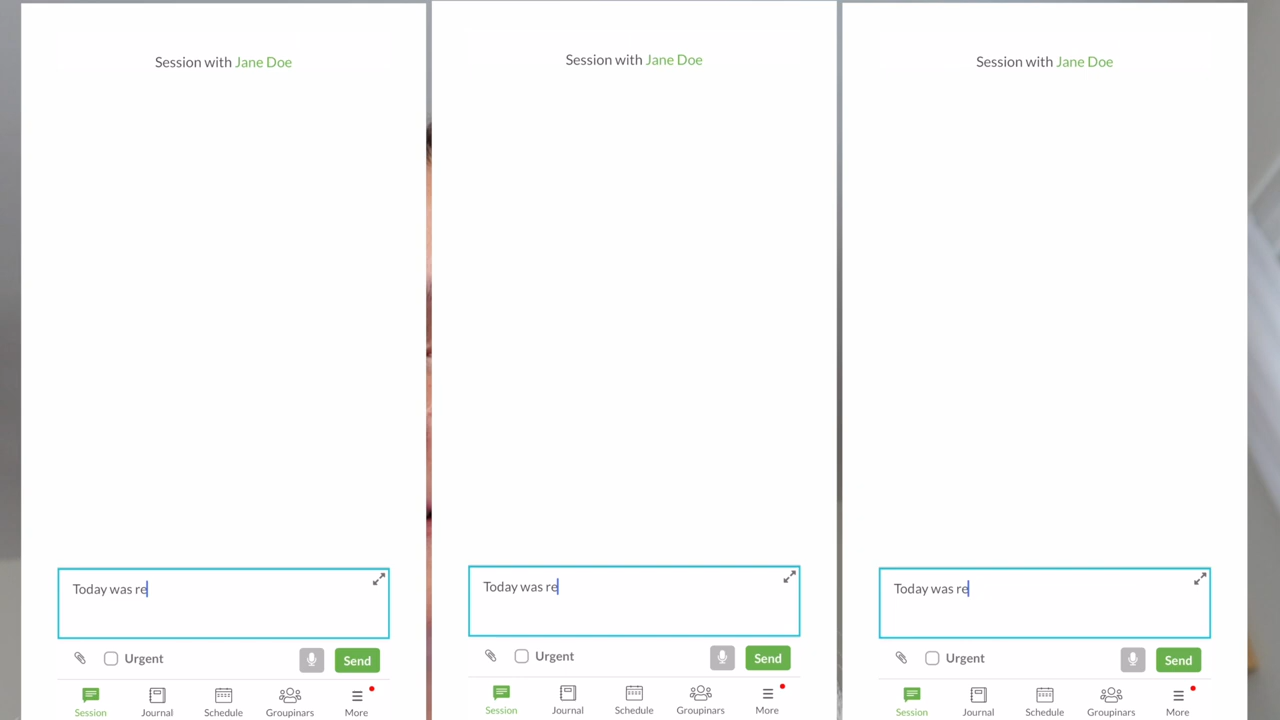 Session with Jane Doe
Today was re
Urgent
Send
Session Journal Schedule Groupinars More
Session with Jane Doe
Today was re
Urgent
Send
Session Journal Schedule Groupinars More
Session with Jane Doe
Today was re
Urgent
Send
Session Journal Schedule Groupinars More